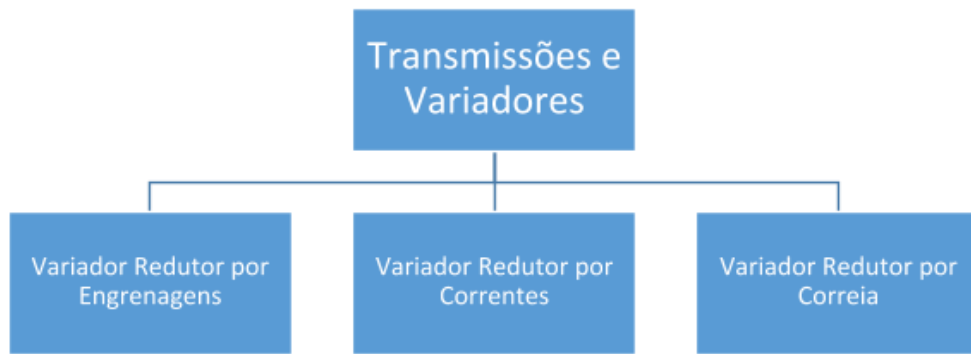 Transmissões e
Variadores
Variador Redutor por
Engrenagens
Variador Redutor por
Correntes
Variador Redutor por
Correia